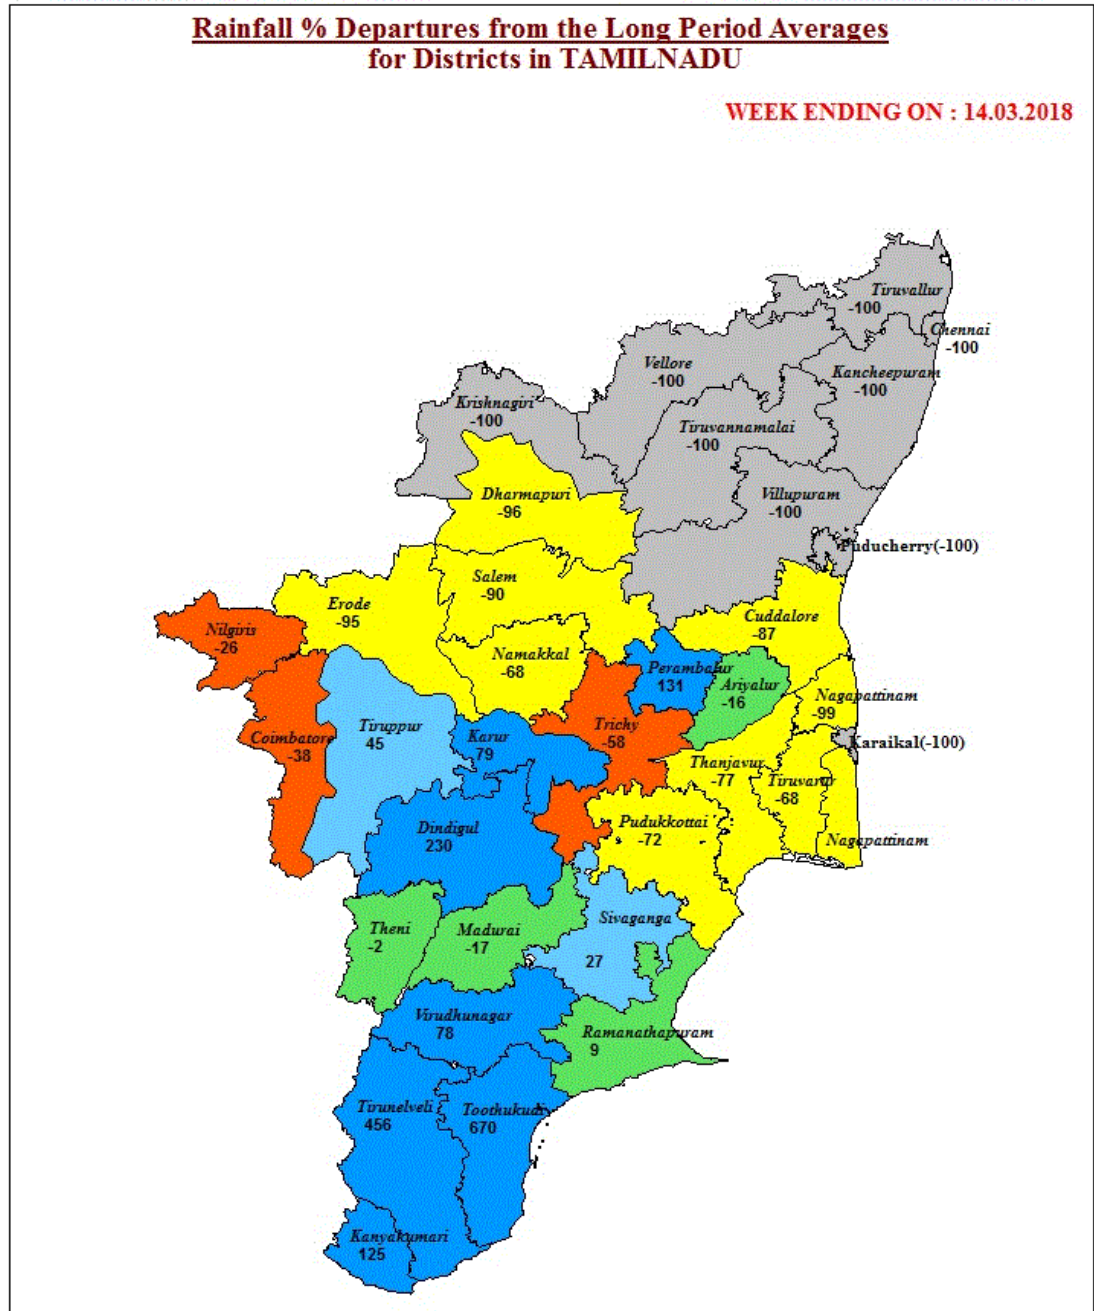 Rainfall % Departures from the Long Period Averages
for Districts in TAMILNADU
WEEK ENDING ON : 14.03.2018
Tiruvallur
-100
Chennai
-100
Vellore
-100
Kancheepuram
-100
Krishnagiri
-100
Tiruvannamalai
-100
Dharmapuri
-96
Villupuram
-100
Puducherry(-100)
Salem
-90
Erode
-95
Cuddalore
-87
Nilgiris
-26
Namakkal
-68
Perambalur
131
Ariyalur
-16
Nagapattinam
-99
Coimbatore
-38
Tiruppur
45
Karur
79
Trichy
-58
Karaikal(-100)
Thanjavur
-77
Tiruvarur
-68
Dindigul
230
Pudukkottai
-72
Nagapattinam
Theni
-2
Madurai
-17
Sivaganga
27
Virudhunagar
78
Ramanathapuram
9
Tirunelveli
456
Toothukudi
670
Kanyakumari
125